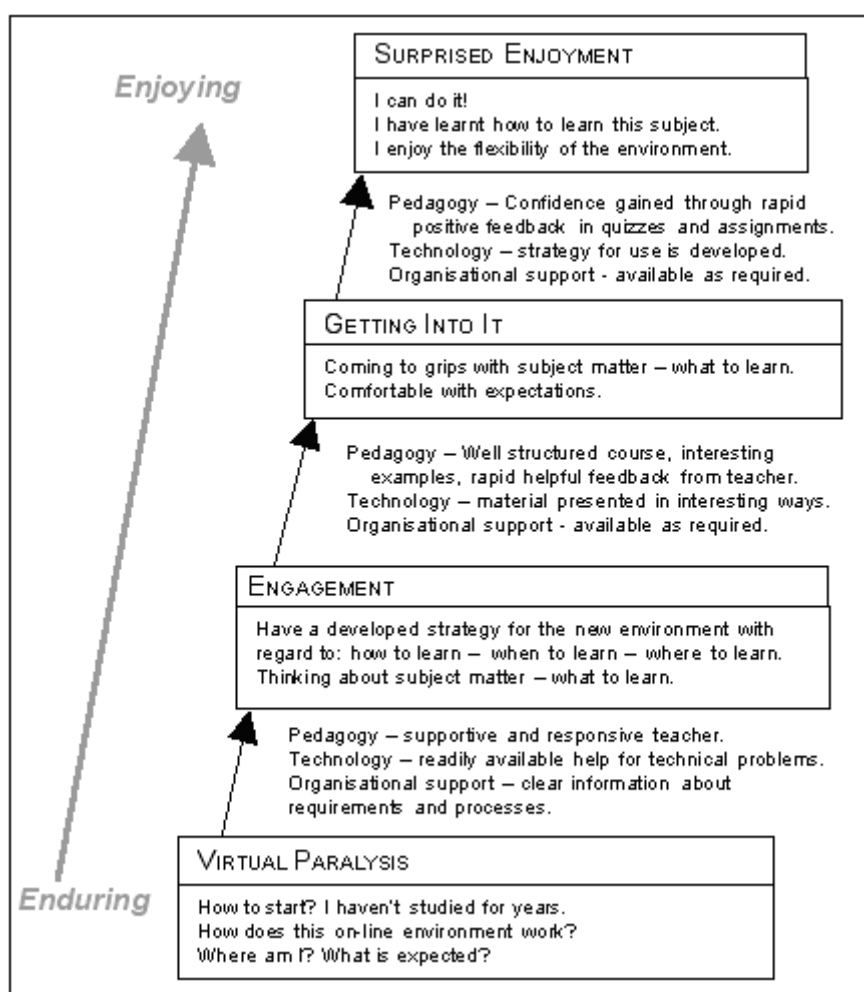 SURPRISED ENJOYMENT
Enjoying
I can do it!
I have learnt how to learn this subject.
I enjoy the flexibility of the environment.
Pedagogy – Confidence gained through rapid
positive feedback in quizzes and assignments.
Technology – strategy for use is developed.
Organisational support - available as required.
GETTING INTO IT
Coming to grips with subject matter – what to learn.
Comfortable with expectations.
Pedagogy – Well structured course, interesting
examples, rapid helpful feedback from teacher.
Technology – material presented in interesting ways.
Organisational support - available as required.
ENGAGEMENT
Have a developed strategy for the new environment with
regard to: how to learn – when to learn – where to learn.
Thinking about subject matter – what to learn.
Pedagogy – supportive and responsive teacher.
Technology – readily available help for technical problems.
Organisational support – clear information about
requirements and processes.
VIRTUAL PARALYSIS
Enduring
How to start? I haven't studied for years.
How does this on-line environment work?
Where am I? What is expected?